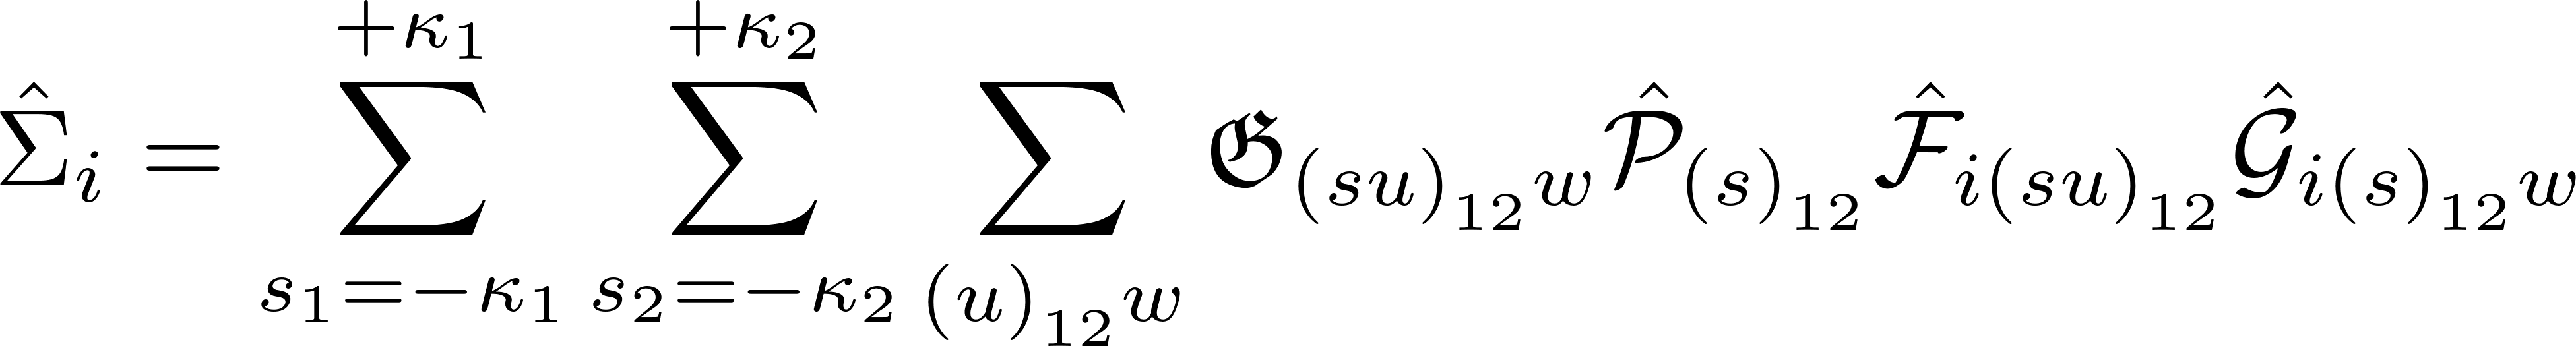 $\hat{\Sigma}_i = \sum_{s_1=-\kappa_1}^{+\kappa_1} \sum_{s_2=-\kappa_2}^{+\kappa_2} \sum_{(u)_{12}w} \mathfrak{G}_{(su)_{12}w} \hat{\mathcal{P}}_{(s)_{12}} \hat{\mathcal{F}}_{i(su)_{12}} \hat{\mathcal{G}}_{i(s)_{12}w}$